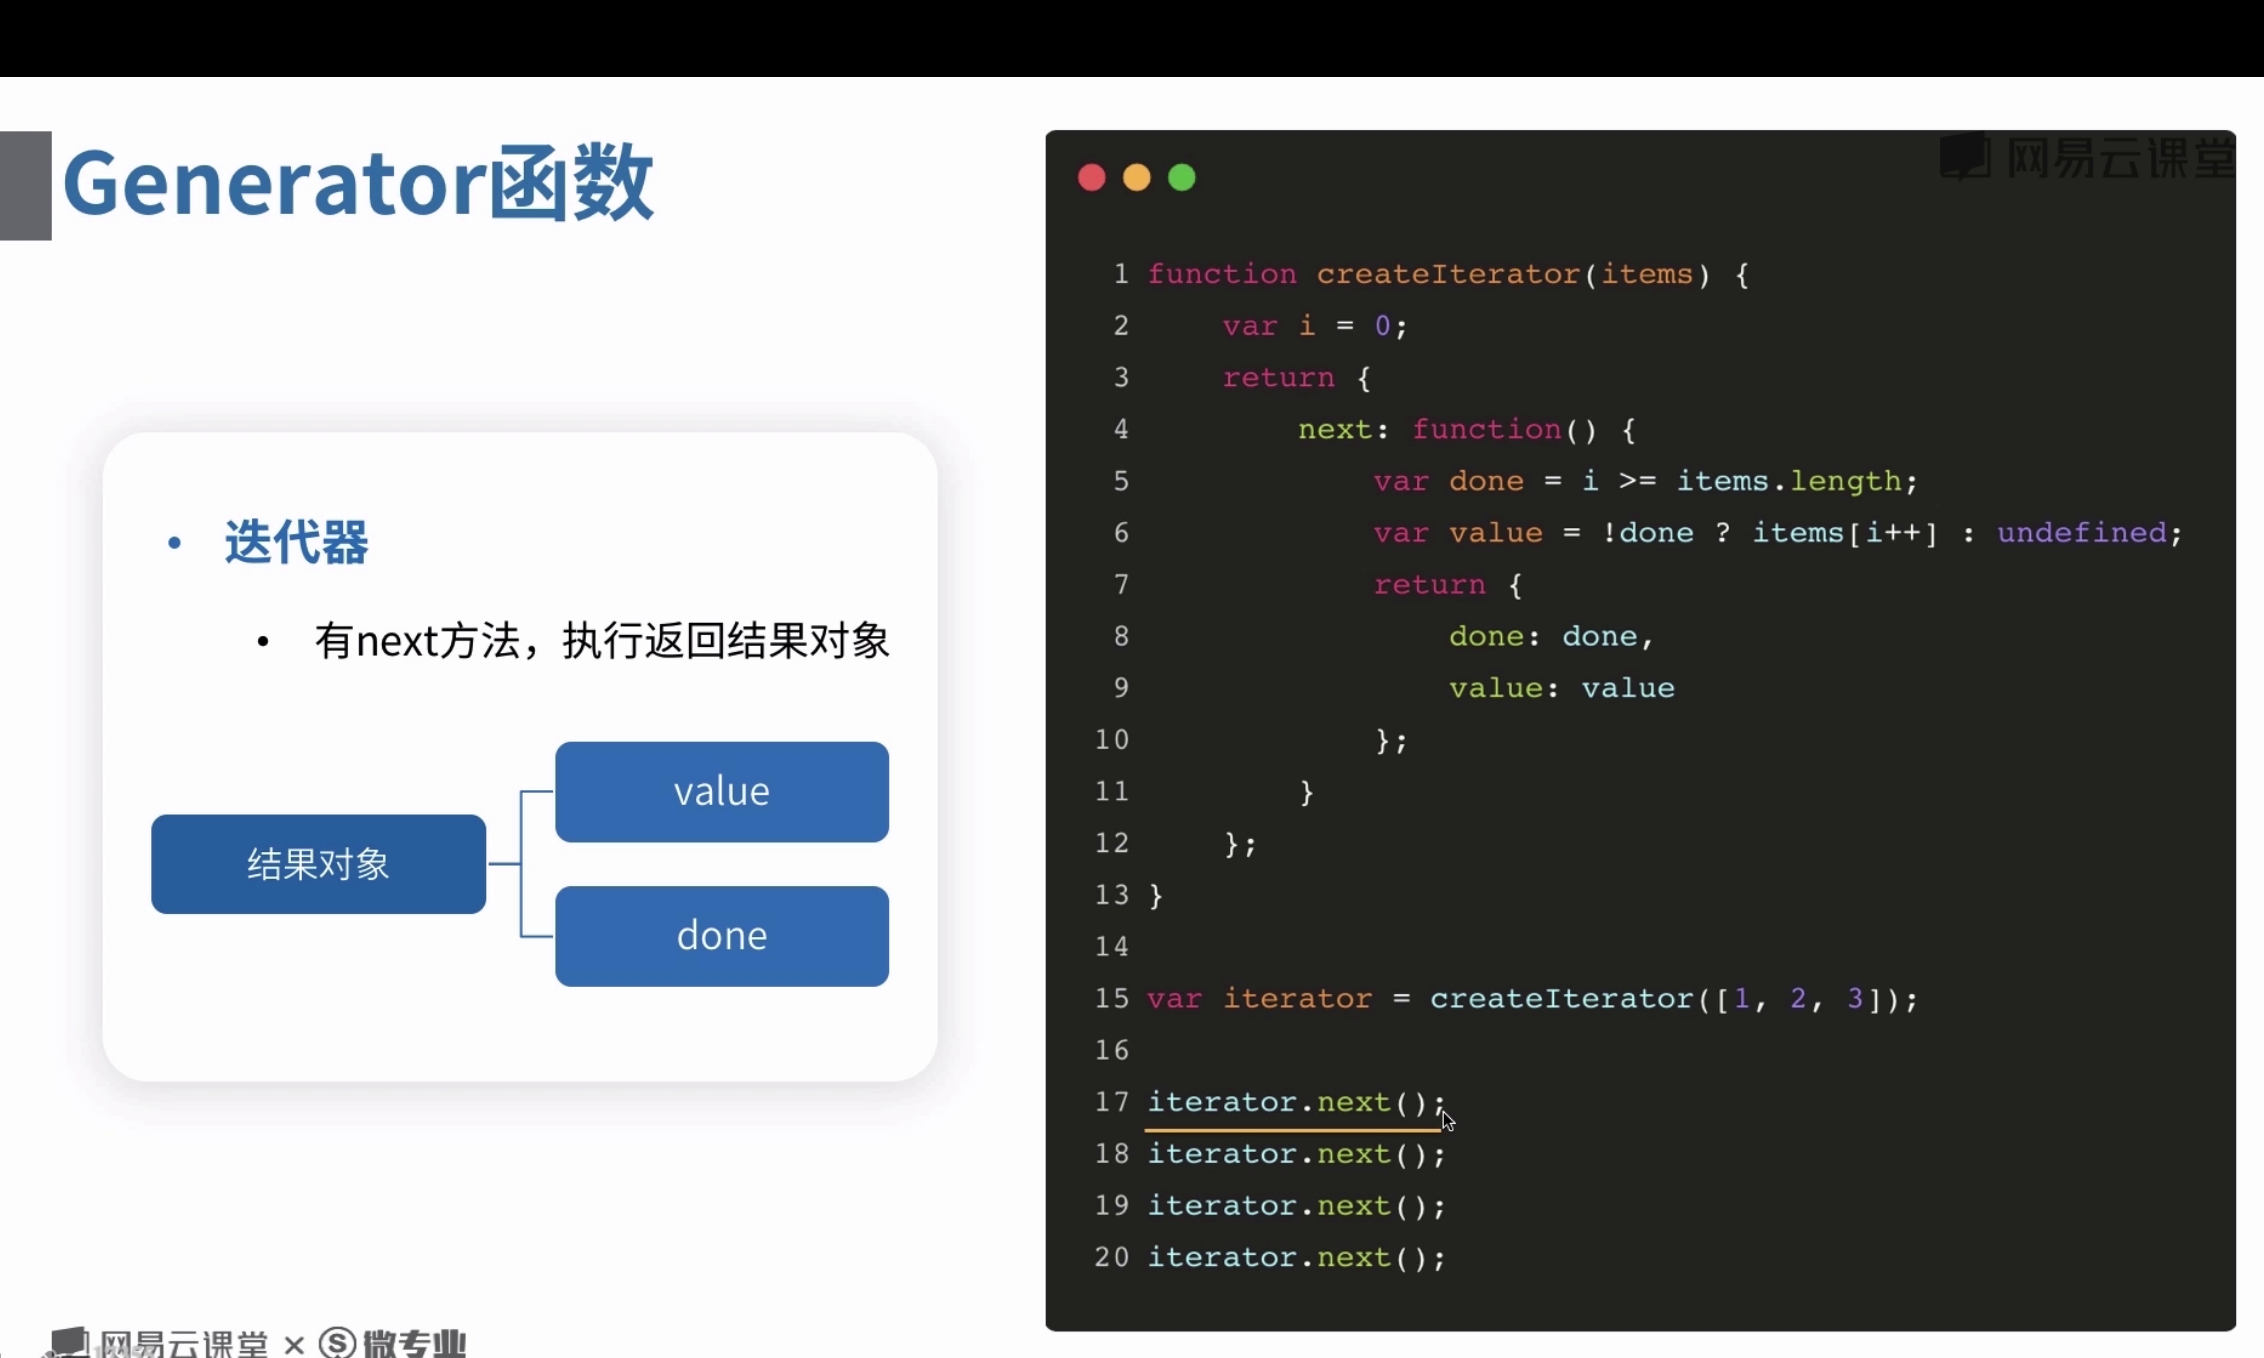 Generator函数
• 迭代器
• 有next方法，执行返回结果对象
结果对象
value
done
网易云课堂
1 function createIterator(items) {
2     var i = 0;
3     return {
4         next: function() {
5             var done = i >= items.length;
6             var value = !done ? items[i++] : undefined;
7             return {
8                 done: done,
9                 value: value
10             };
11         }
12     };
13 }
14
15 var iterator = createIterator([1, 2, 3]);
16
17 iterator.next();
18 iterator.next();
19 iterator.next();
20 iterator.next();
网易云课堂 × S 微专业